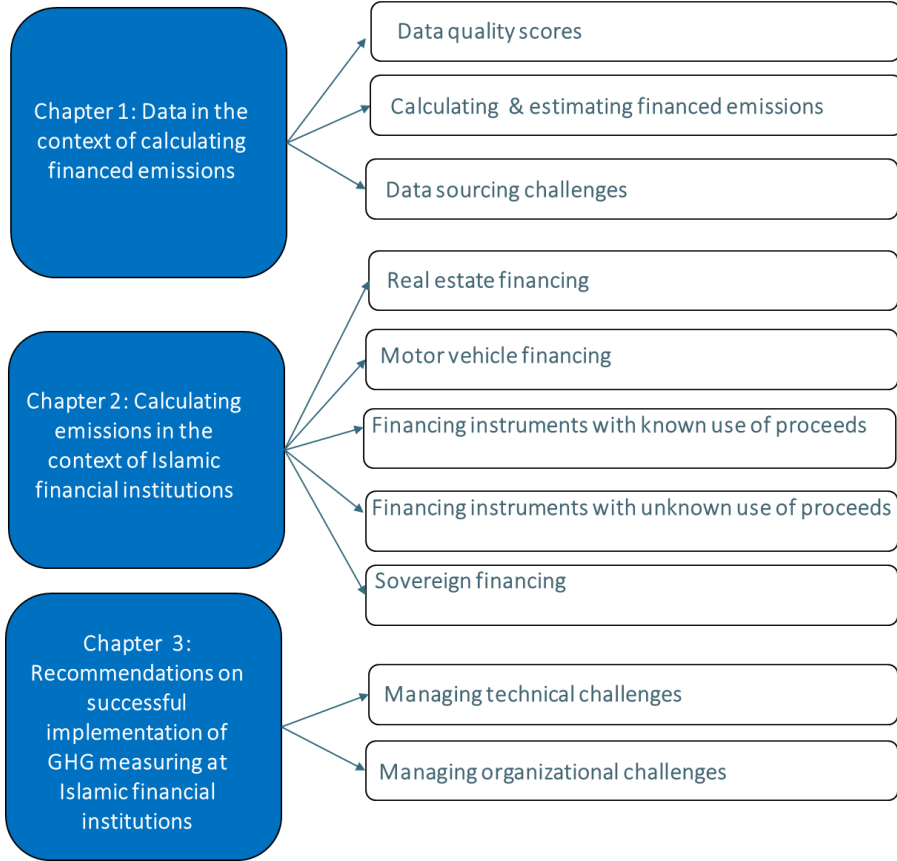 Chapter 1: Data in the
context of calculating
financed emissions
Data quality scores
Calculating & estimating financed emissions
Data sourcing challenges
Chapter 2: Calculating
emissions in the
context of Islamic
financial institutions
Real estate financing
Motor vehicle financing
Financing instruments with known use of proceeds
Financing instruments with unknown use of proceeds
Sovereign financing
Chapter 3:
Recommendations on
successful
implementation of
GHG measuring at
Islamic financial
institutions
Managing technical challenges
Managing organizational challenges